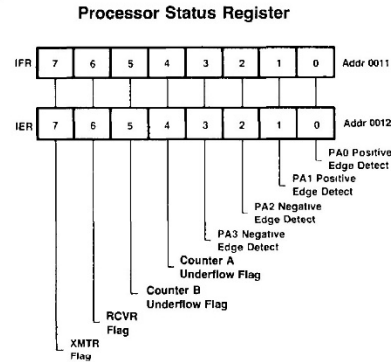 Processor Status Register
IFR 7 6 5 4 3 2 1 0 Addr 0011
IER 7 6 5 4 3 2 1 0 Addr 0012
PA0 Positive
Edge Detect
PA1 Positive
Edge Detect
PA2 Negative
Edge Detect
PA3 Negative
Edge Detect
Counter A
Underflow Flag
Counter B
Underflow Flag
RCVR
Flag
XMTR
Flag